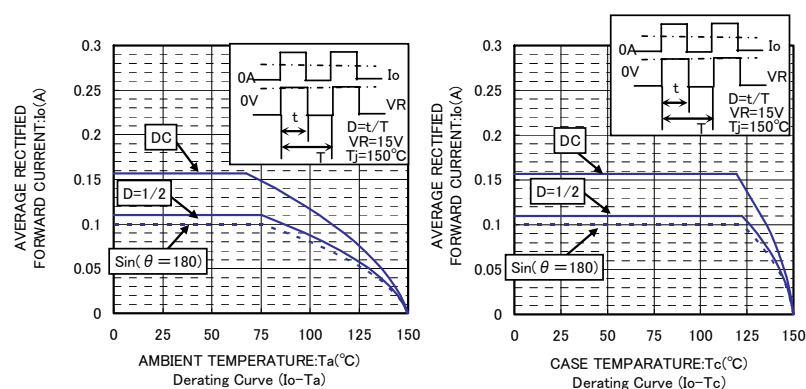 AVERAGE RECTIFIED
FORWARD CURRENT:Io(A)
0.3
0.25
0.2
0.15
0.1
0.05
0
0A
Io
0V
VR
t
T
D=t/T
VR=15V
Tj=150°C
DC
D=1/2
Sin(θ=180)
0 25 50 75 100 125 150
AMBIENT TEMPERATURE:Ta(°C)
Derating Curve (Io-Ta)
AVERAGE RECTIFIED
FORWARD CURRENT:Io(A)
0.3
0.25
0.2
0.15
0.1
0.05
0
0A
Io
0V
VR
t
T
D=t/T
VR=15V
Tj=150°C
DC
D=1/2
Sin(θ=180)
0 25 50 75 100 125 150
CASE TEMPARATURE:Tc(°C)
Derating Curve (Io-Tc)